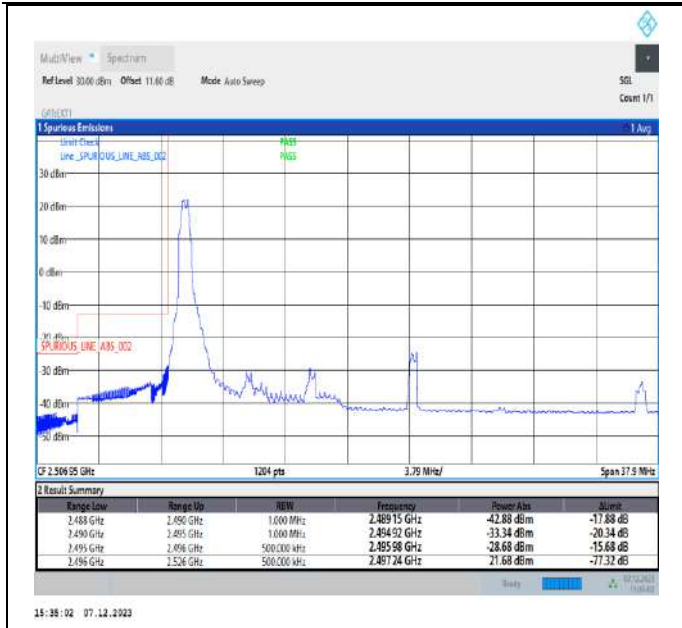 MultiView Spectrum
Ref Level 30.00 dBm Offset 11.60 dB Mode Auto Sweep SGL
Count 1/1
1 Spurious Emissions 1 Avg
Limit Check PASS
Line _SPURIOUS_LINE_ABS_002 PASS
30 dBm
20 dBm
10 dBm
0 dBm
-10 dBm
-20 dBm
SPURIOUS_LINE_ABS_002
-30 dBm
-40 dBm
-50 dBm
CF 2.50695 GHz 1204 pts 3.79 MHz/ Span 37.9 MHz
2 Result Summary
Range Low Range Up RBW Frequency Power Abs ΔLimit
2.488 GHz 2.490 GHz 1.000 MHz 2.48915 GHz -42.88 dBm -17.88 dB
2.490 GHz 2.495 GHz 1.000 MHz 2.49492 GHz -33.34 dBm -20.34 dB
2.495 GHz 2.496 GHz 500.000 kHz 2.49598 GHz -28.68 dBm -15.68 dB
2.496 GHz 2.526 GHz 500.000 kHz 2.49724 GHz 21.68 dBm -77.32 dB
Ready 07.12.2023
15:35:02 07.12.2023